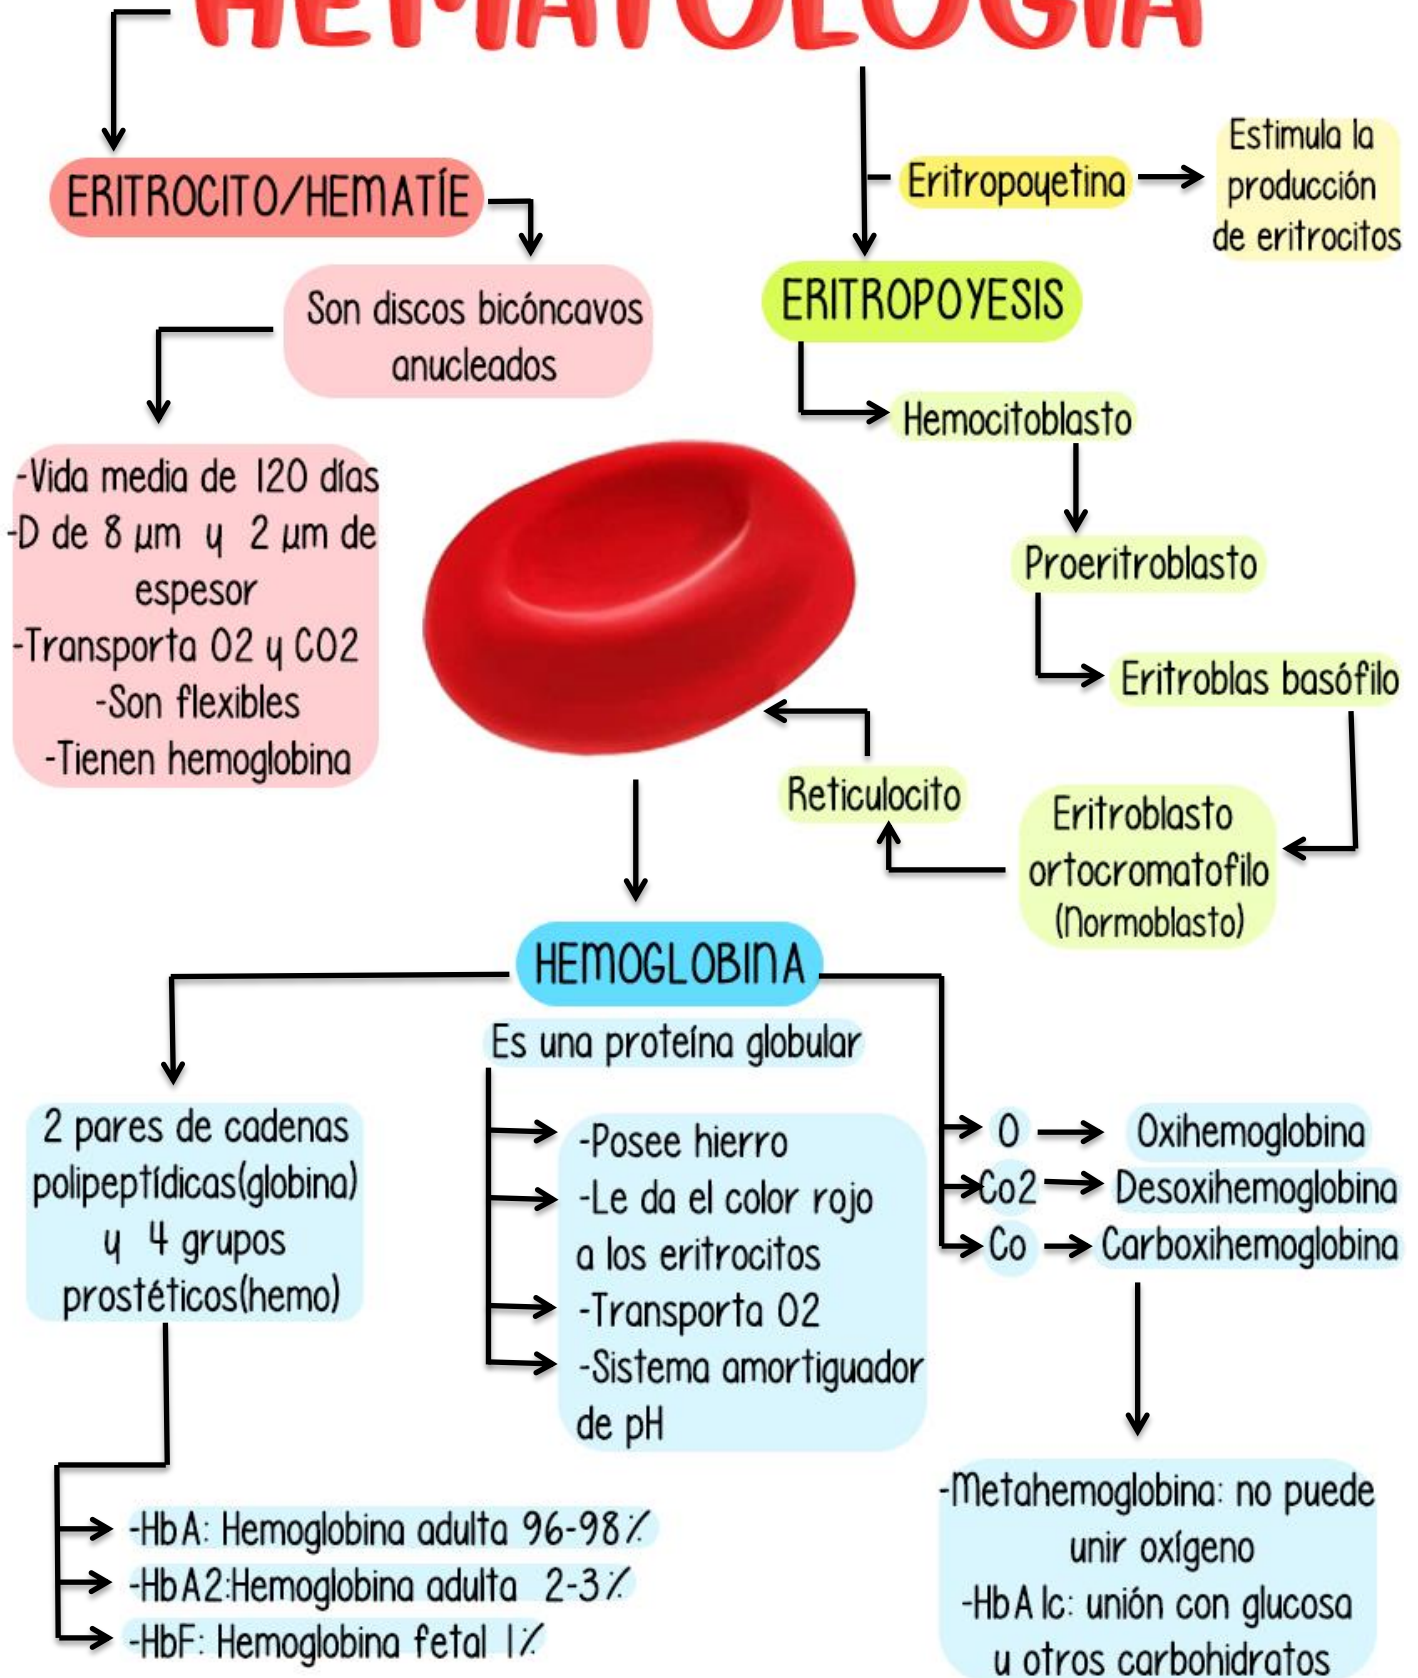 HEMATOLOGÍA
ERITROCITO/HEMATÍE
Son discos bicóncavos
anucleados
-Vida media de 120 días
-D de 8 µm y 2 µm de
espesor
-Transporta O2 y CO2
-Son flexibles
-Tienen hemoglobina
Eritropoyetina
Estimula la
producción
de eritrocitos
ERITROPOYESIS
Hemocitoblasto
Proeritroblasto
Eritroblas basófilo
Eritroblasto
ortocromatofilo
(Normoblasto)
Reticulocito
HEMOGLOBINA
Es una proteína globular
2 pares de cadenas
polipeptídicas(globina)
y 4 grupos
prostéticos(hemo)
-HbA: Hemoglobina adulta 96-98%
-HbA2:Hemoglobina adulta 2-3%
-HbF: Hemoglobina fetal 1%
-Posee hierro
-Le da el color rojo
a los eritrocitos
-Transporta O2
-Sistema amortiguador
de pH
O Oxihemoglobina
Co2 Desoxihemoglobina
Co Carboxihemoglobina
-Metahemoglobina: no puede
unir oxígeno
-HbA1c: unión con glucosa
u otros carbohidratos